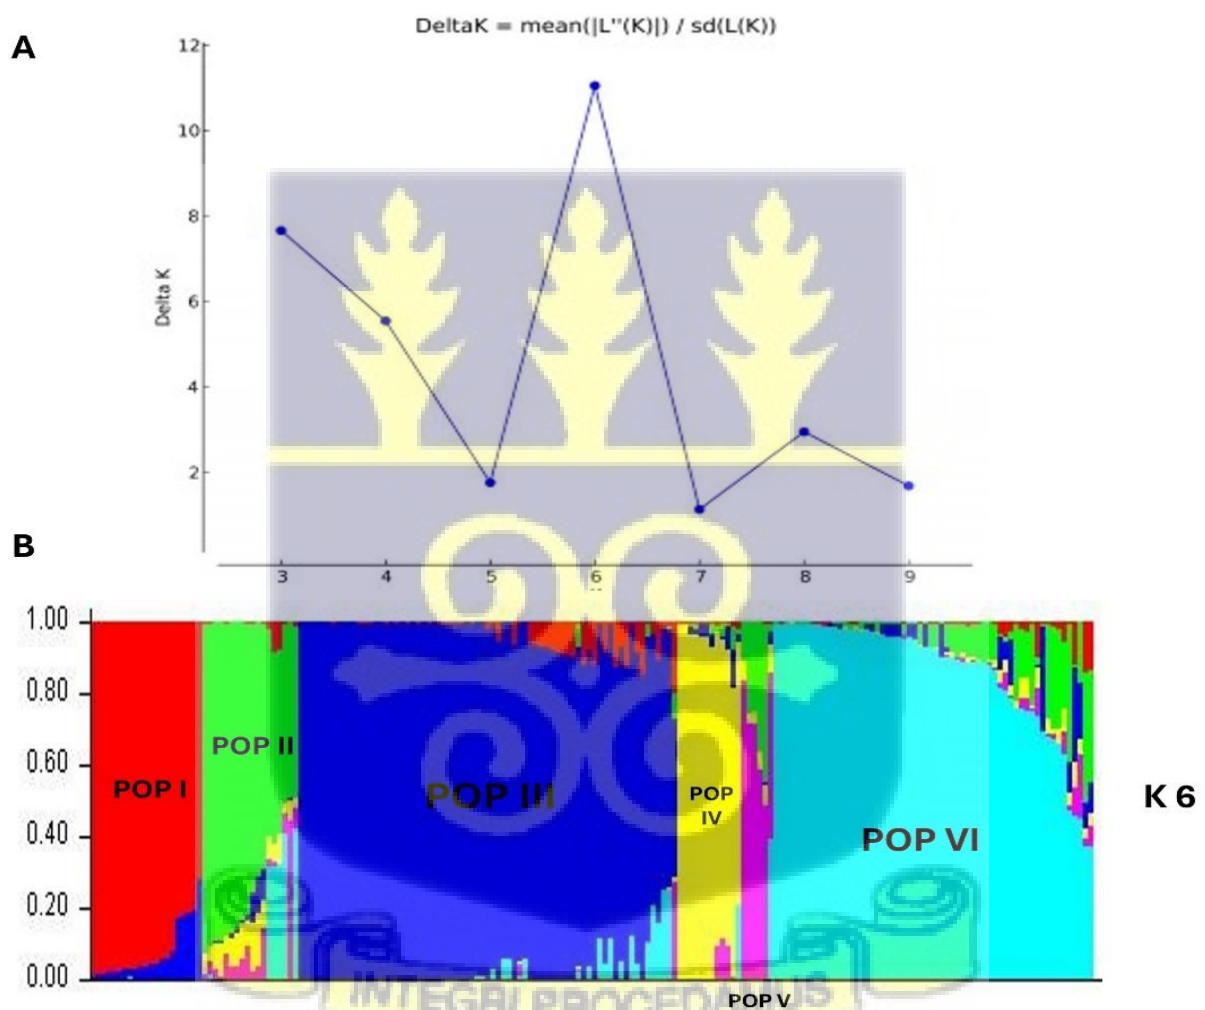 A
DeltaK = mean(|L''(K)|) / sd(L(K))
12
10
8
6
4
2
Delta K
3 4 5 6 7 8 9
B
1.00
0.80
0.60
0.40
0.20
0.00
POP I
POP II
POP III
POP
IV
POP VI
K 6
INTEGRI PROCEDAMUS
POP V